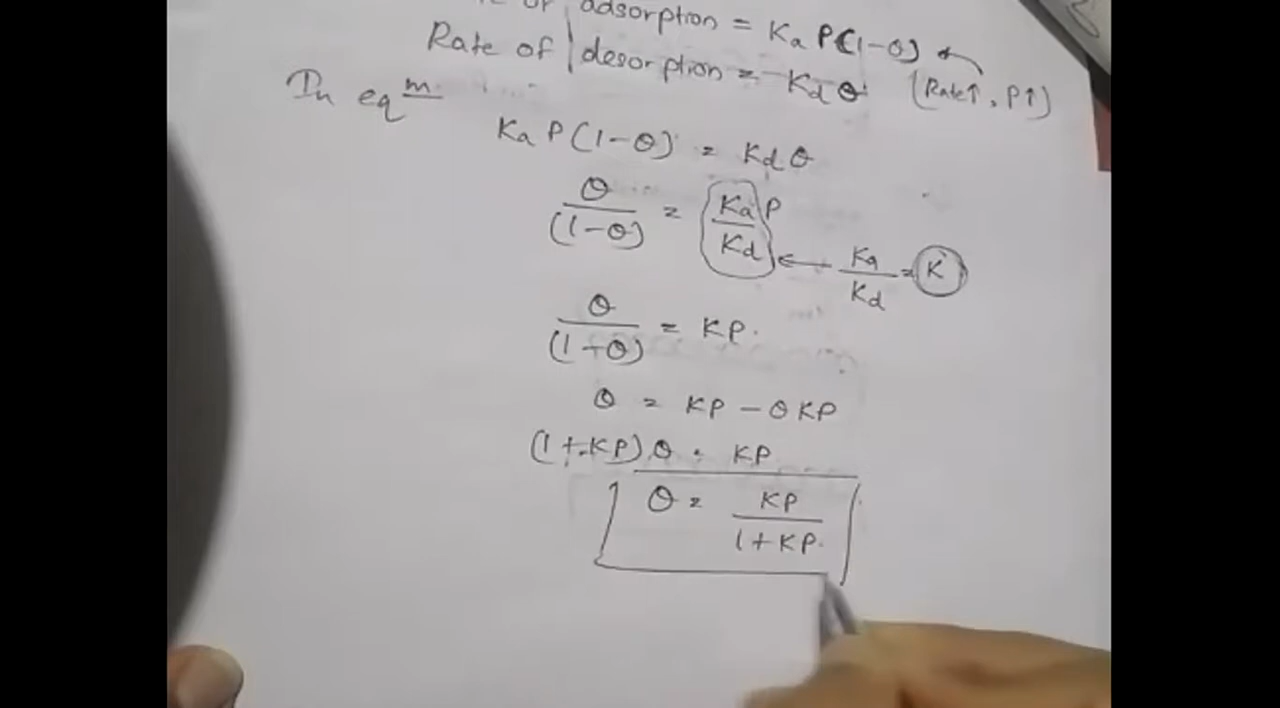 of adsorption = Ka P(1-θ)
Rate of desorption = Kd θ (Rate↑, P↑)
In eqm.
Ka P(1-θ) = Kd θ
θ/(1-θ) = Ka/Kd P ← Ka/Kd = K
θ/(1-θ) = KP.
θ = KP - θKP
(1+KP)θ = KP
θ = KP/1+KP.